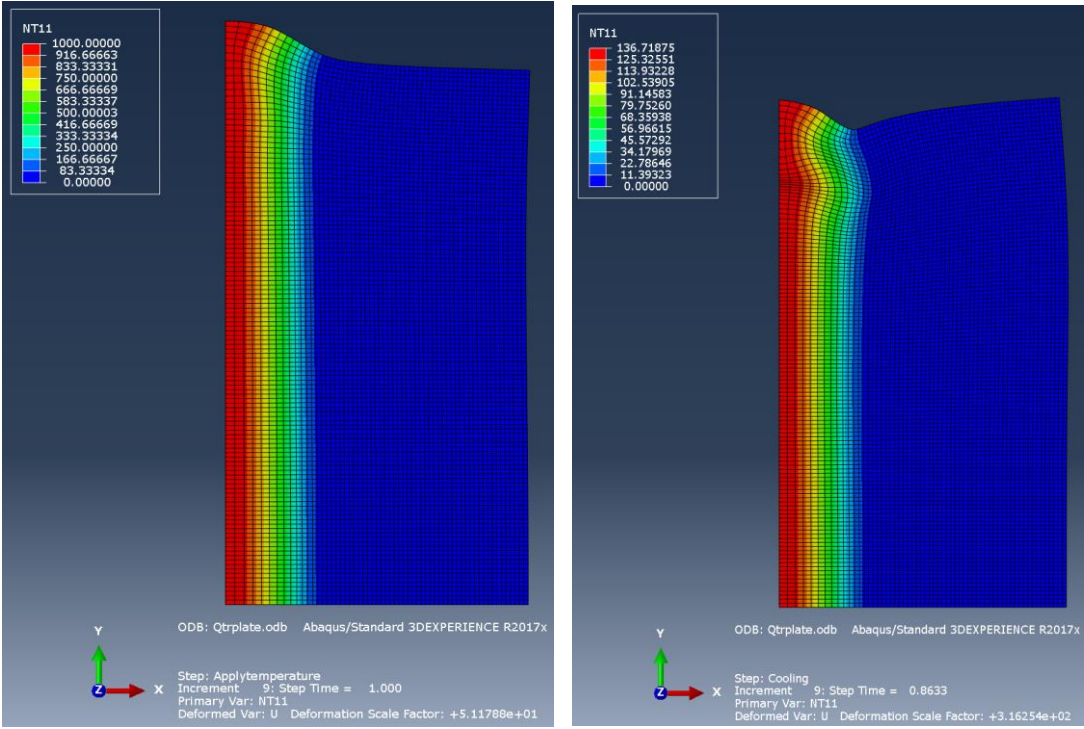 NT11
1000.00000
916.66663
833.33331
750.00000
666.66669
583.33337
500.00003
416.66669
333.33334
250.00000
166.66667
83.33334
0.00000
Y
Z
X
ODB: Qtrplate.odb Abaqus/Standard 3DEXPERIENCE R2017x
Step: Applytemperature
Increment 9: Step Time = 1.000
Primary Var: NT11
Deformed Var: U Deformation Scale Factor: +5.11788e+01
NT11
136.71875
125.32551
113.93228
102.53905
91.14583
79.75260
68.35938
56.96615
45.57292
34.17969
22.78646
11.39323
0.00000
Y
Z
X
ODB: Qtrplate.odb Abaqus/Standard 3DEXPERIENCE R2017x
Step: Cooling
Increment 9: Step Time = 0.8633
Primary Var: NT11
Deformed Var: U Deformation Scale Factor: +3.16254e+02